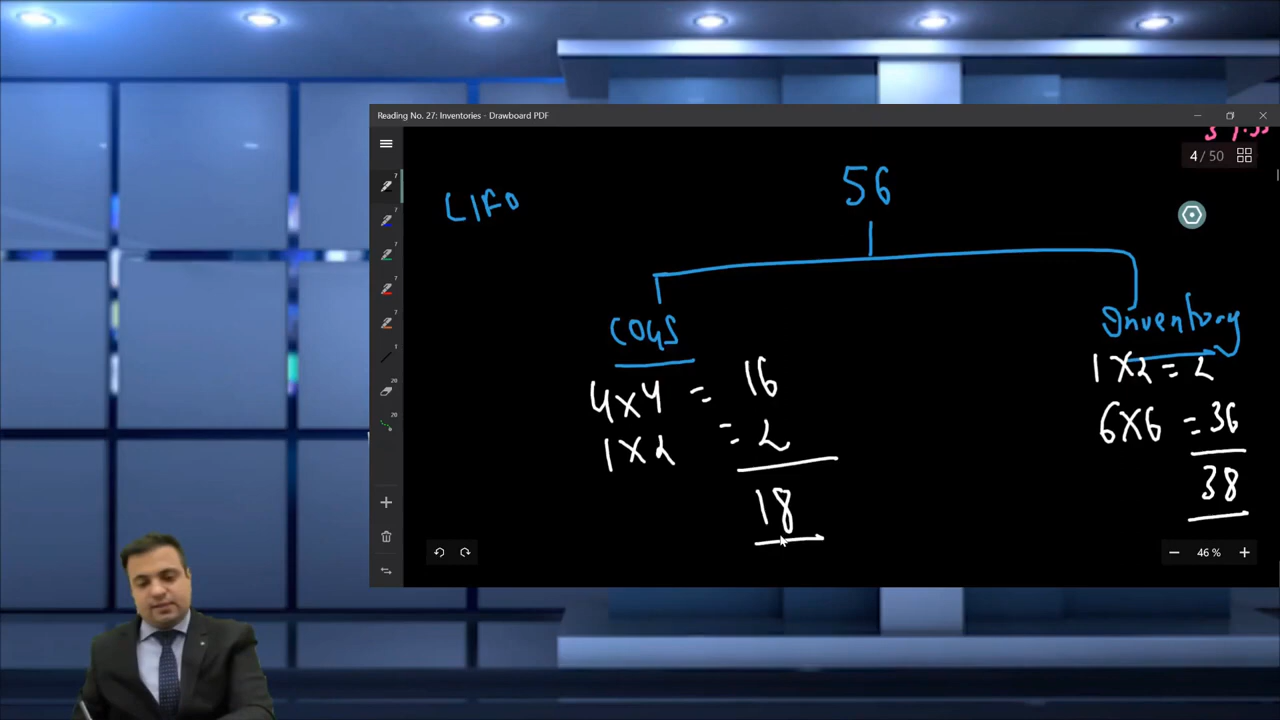 Reading No. 27: Inventories - Drawboard PDF
4 / 50
LIFO
56
COGS
4x4 = 16
1x2 = 2
18
Inventory
1x2 = 2
6x6 = 36
38
46 %